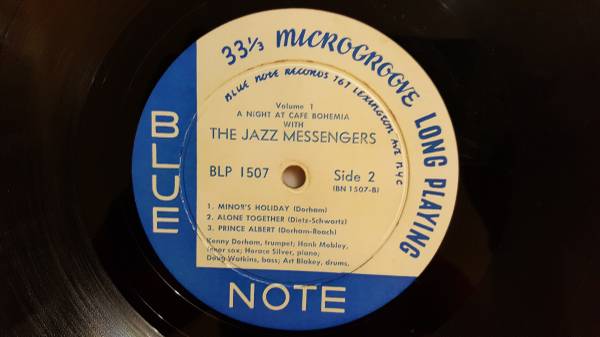 33⅓ MICROGROOVE LONG PLAYING
BLUE NOTE RECORDS 767 LEXINGTON AVE NYC
Volume 1
A NIGHT AT CAFE BOHEMIA
WITH
THE JAZZ MESSENGERS
BLP 1507
Side 2
(BN 1507-B)
1. MINOR'S HOLIDAY (Dorham)
2. ALONE TOGETHER (Dietz-Schwartz)
3. PRINCE ALBERT (Dorham-Roach)
Kenny Dorham, trumpet; Hank Mobley,
tenor sax; Horace Silver, piano;
Doug Watkins, bass; Art Blakey, drums.
BLUE
NOTE